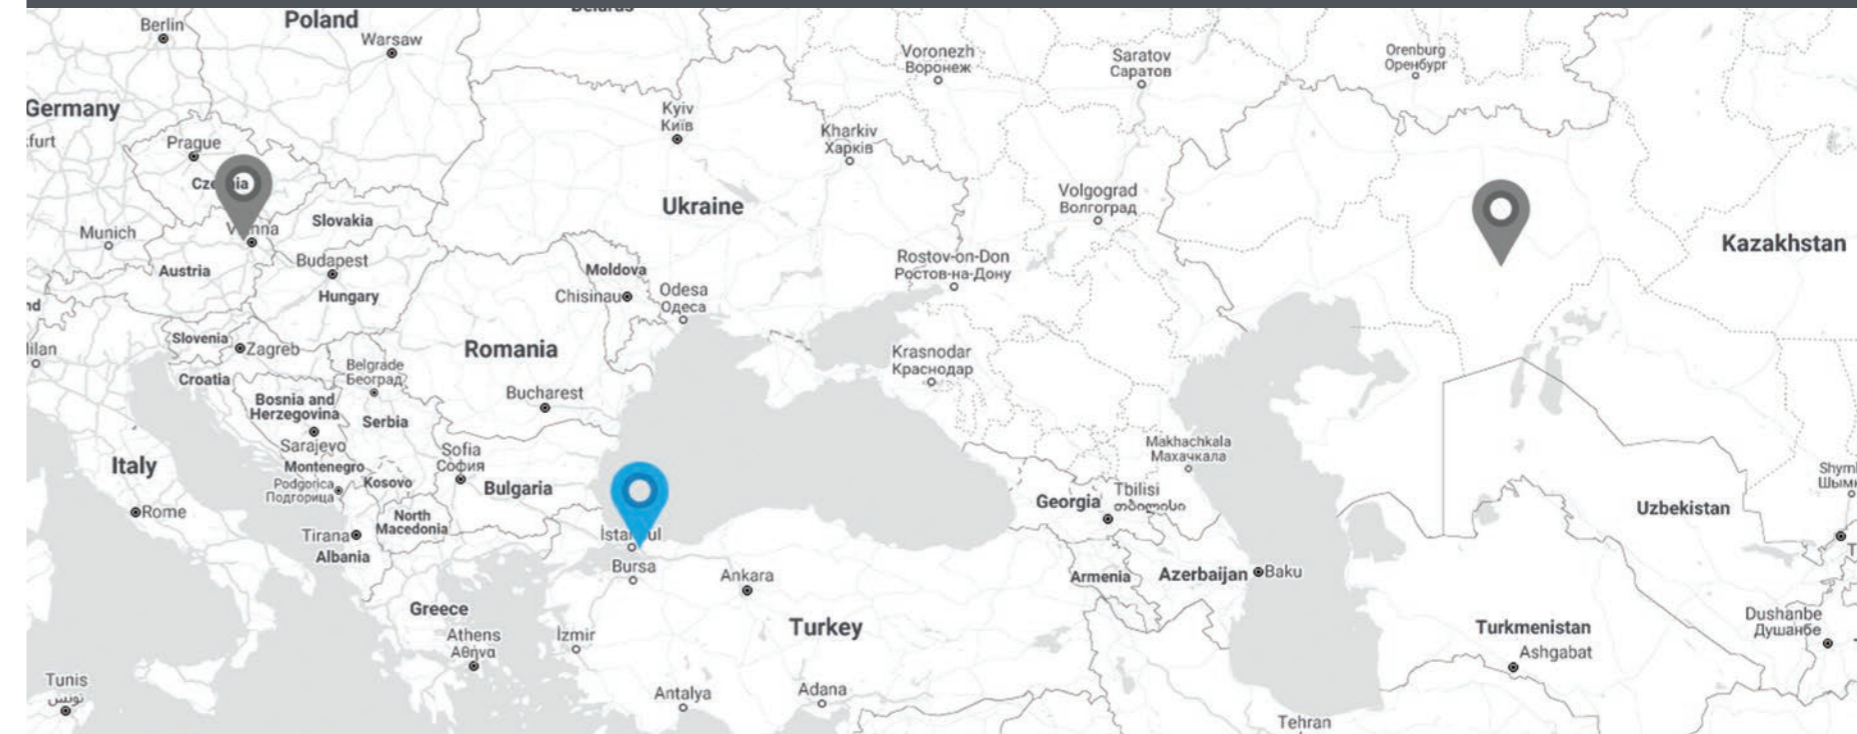 Belarus
Berlin
Poland
Warsaw
Voronezh
Воронеж
Saratov
Саратов
Orenburg
Оренбург
Germany
Kyiv
Київ
Kharkiv
Харків
Prague
Slovakia
Ukraine
Volgograd
Волгоград
Munich
Kazakhstan
Budapest
Austria
Moldova
Rostov-on-Don
Ростов-на-Дону
Hungary
Chisinau
Odesa
Одеса
Slovenia
Zagreb
Romania
Krasnodar
Краснодар
Croatia
Belgrade
Београд
Bucharest
Bosnia and
Herzegovina
Serbia
Sarajevo
Sofia
София
Makhachkala
Махачкала
Italy
Montenegro
Podgorica
Подгорица
Kosovo
Bulgaria
Georgia
Tbilisi
თბილისი
Uzbekistan
Rome
North
Macedonia
Tirana
Albania
Bursa
Ankara
Armenia
Azerbaijan
Baku
Greece
Athens
Αθήνα
İzmir
Turkey
Turkmenistan
Ashgabat
Dushanbe
Душанбе
Tunis
تونس
Antalya
Adana
Tehran